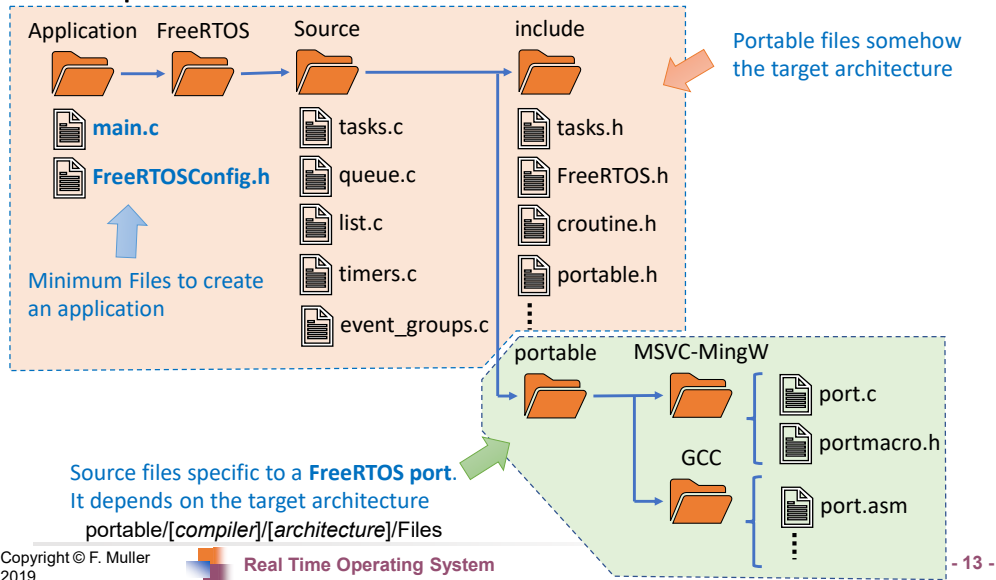 Application FreeRTOS Source include
Portable files somehow
the target architecture
main.c
FreeRTOSConfig.h
tasks.c
queue.c
list.c
timers.c
event_groups.c
tasks.h
FreeRTOS.h
croutine.h
portable.h
Minimum Files to create
an application
portable MSVC-MingW
port.c
portmacro.h
GCC
port.asm
Source files specific to a FreeRTOS port.
It depends on the target architecture
portable/[compiler]/[architecture]/Files
Copyright © F. Muller
2019
Real Time Operating System
- 13 -